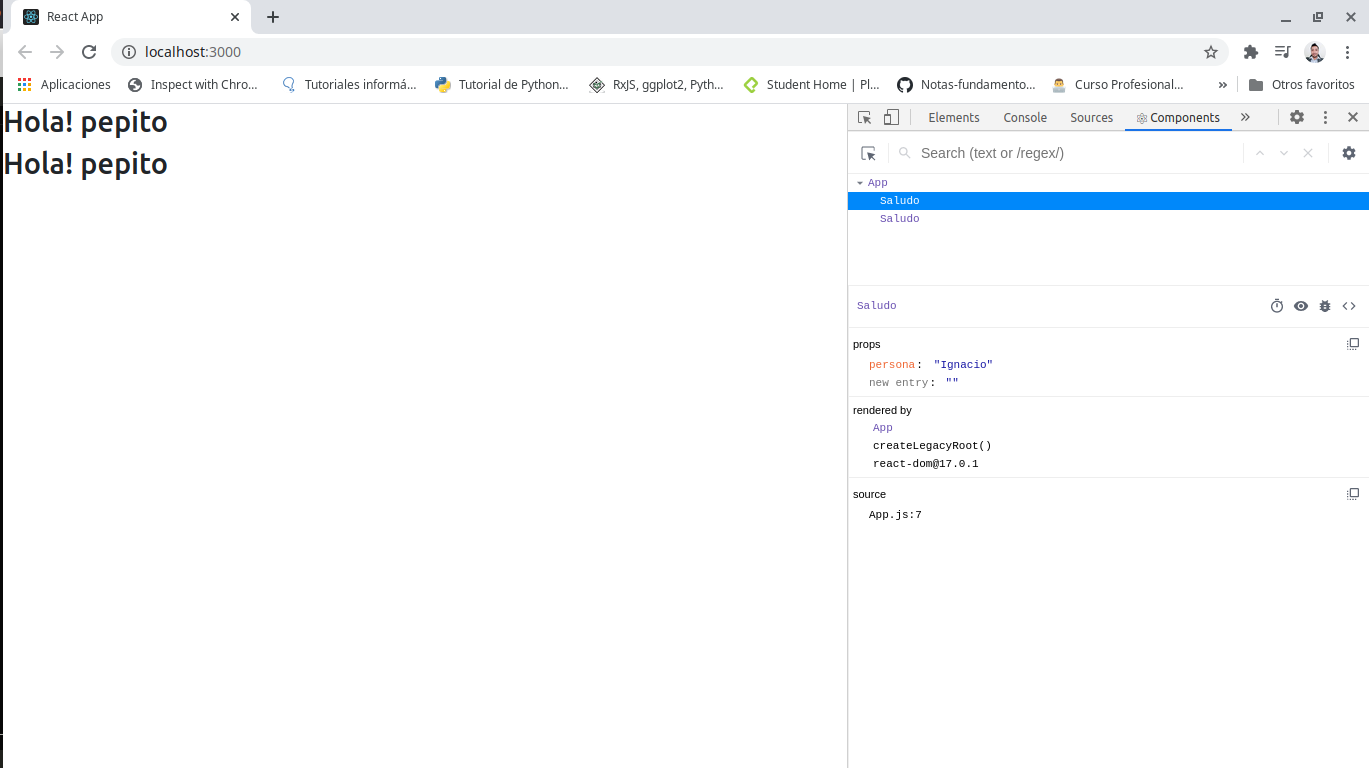 React App
localhost:3000
Aplicaciones
Inspect with Chro...
Tutoriales informá...
Tutorial de Python...
RxJS, ggplot2, Pyth...
Student Home | Pl...
Notas-fundamento...
Curso Profesional...
»
Otros favoritos
Hola! pepito
Hola! pepito
Elements
Console
Sources
Components
»
Search (text or /regex/)
App
Saludo
Saludo
Saludo
props
persona: "Ignacio"
new entry: ""
rendered by
App
createLegacyRoot()
react-dom@17.0.1
source
App.js:7